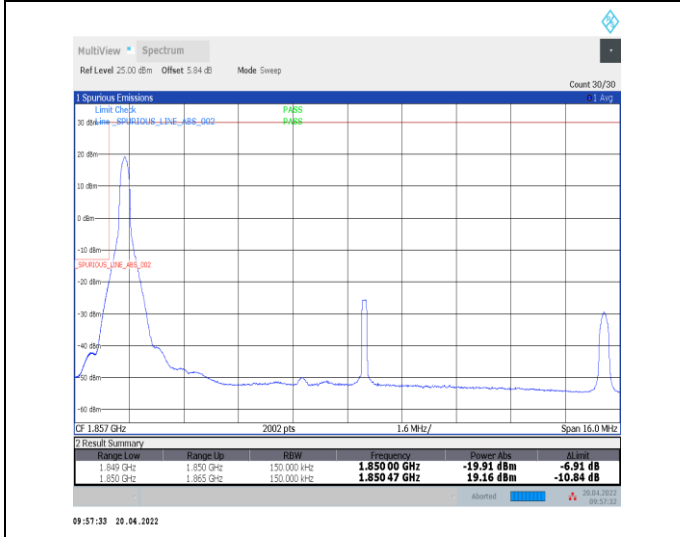 MultiView Spectrum
Ref Level 25.00 dBm Offset 5.84 dB Mode Sweep
Count 30/30
1 Spurious Emissions 1 Avg
Limit Check PASS
30 dBm Line _SPURIOUS_LINE_ABS_002 PASS
20 dBm
10 dBm
0 dBm
-10 dBm
_SPURIOUS_LINE_ABS_002
-20 dBm
-30 dBm
-40 dBm
-50 dBm
-60 dBm
CF 1.857 GHz 2002 pts 1.6 MHz/ Span 16.0 MHz
2 Result Summary
Range Low Range Up RBW Frequency Power Abs ΔLimit
1.849 GHz 1.850 GHz 150.000 kHz 1.850 00 GHz -19.91 dBm -6.91 dB
1.850 GHz 1.865 GHz 150.000 kHz 1.850 47 GHz 19.16 dBm -10.84 dB
Aborted 20.04.2022
09:57:32
09:57:33 20.04.2022